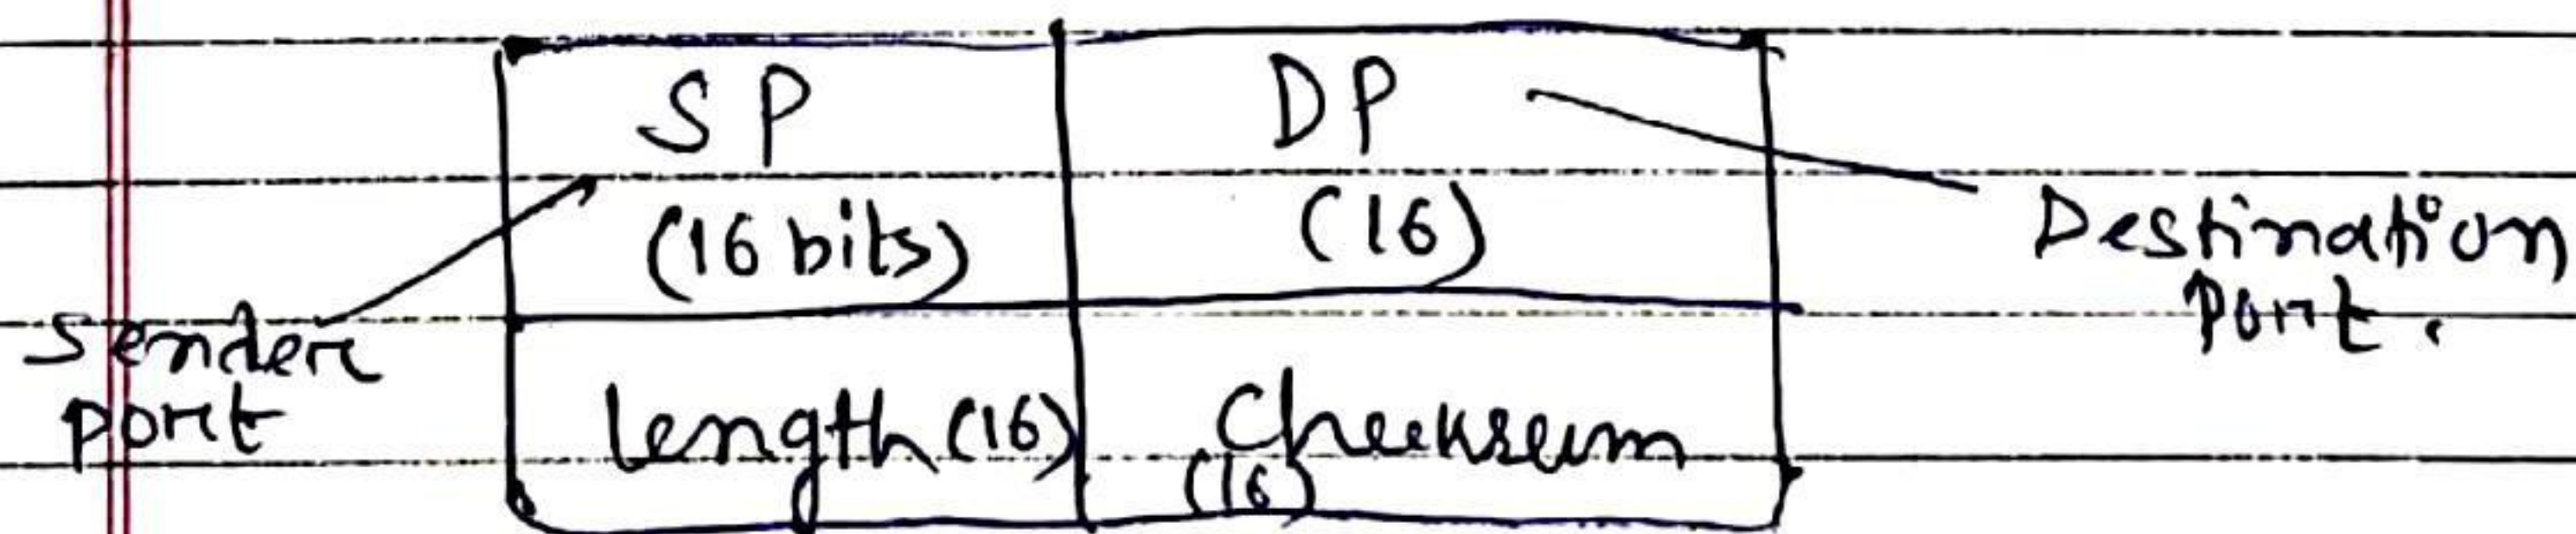 SP DP
(16 bits) (16)
Destination
Port.
Sender
port
length (16) Checksum
(16)